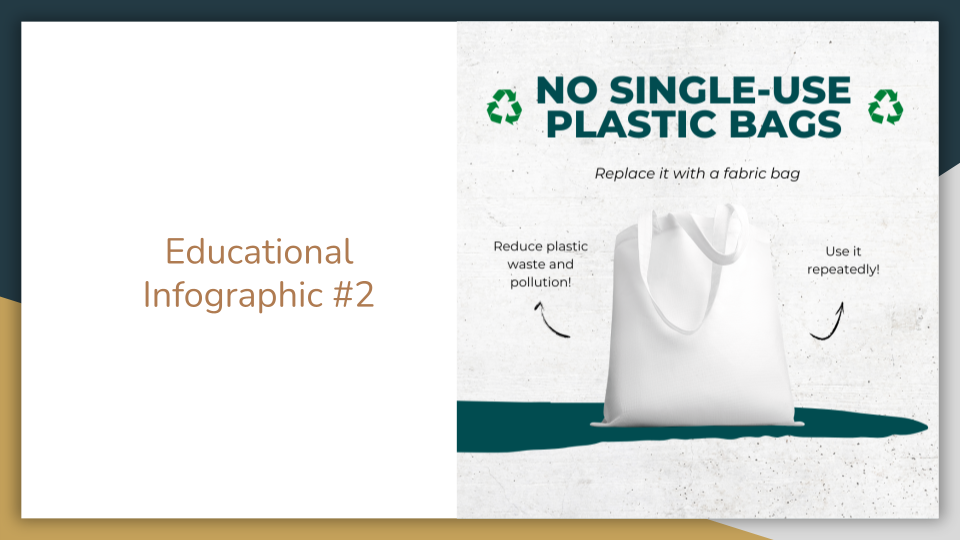 Educational
Infographic #2
NO SINGLE-USE
PLASTIC BAGS
Replace it with a fabric bag
Reduce plastic
waste and
pollution!
Use it
repeatedly!